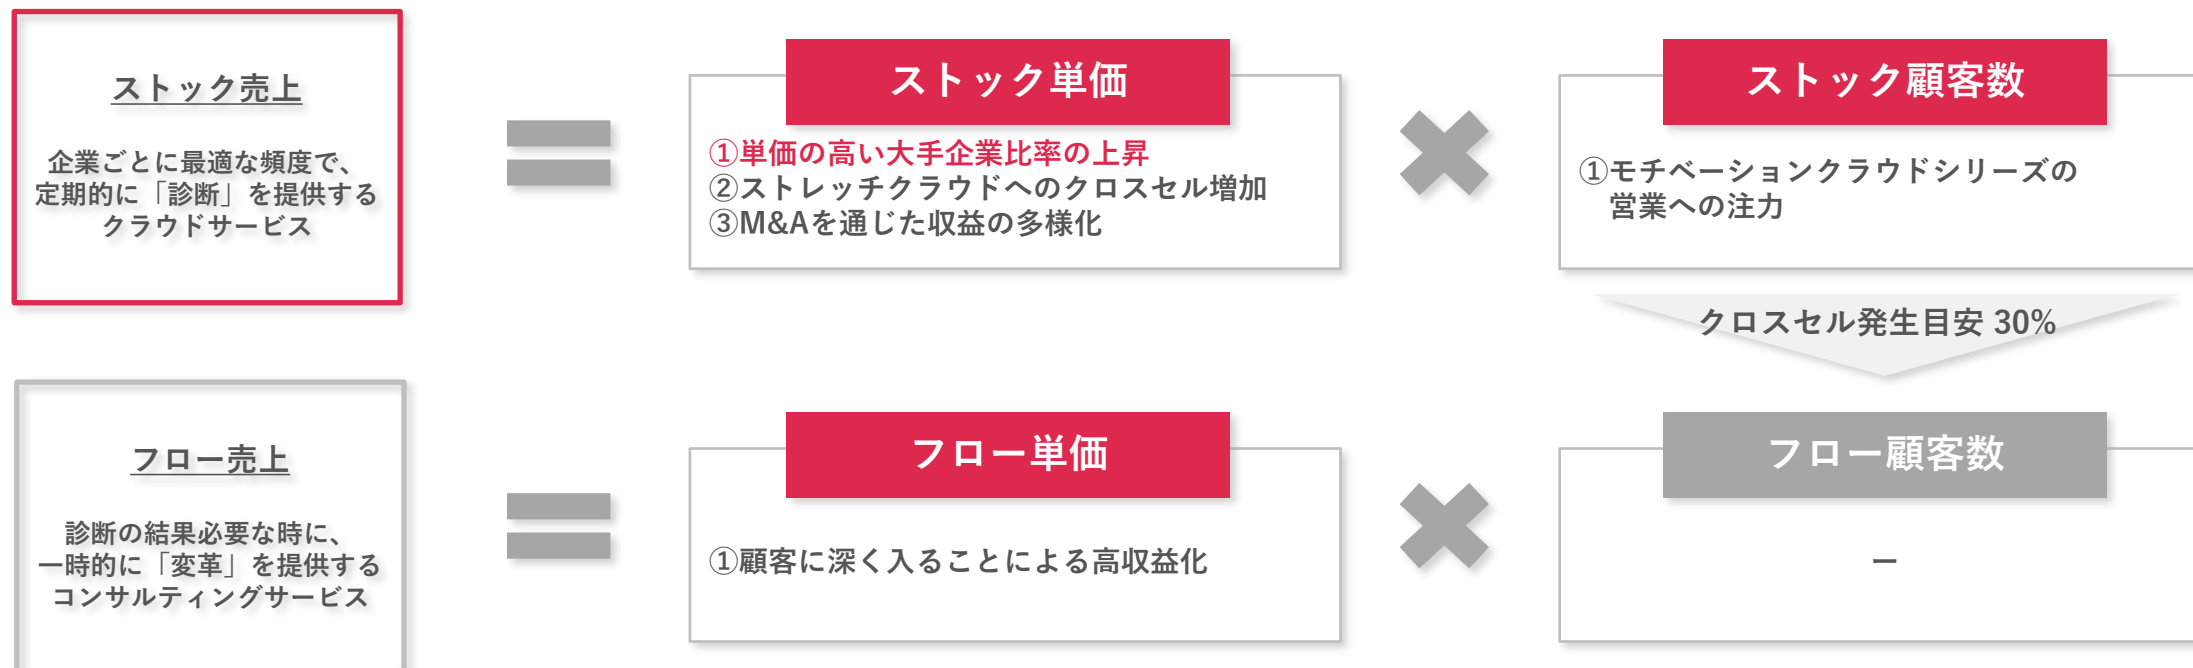 ストック売上
企業ごとに最適な頻度で、
定期的に「診断」を提供する
クラウドサービス
ストック単価
①単価の高い大手企業比率の上昇
②ストレッチクラウドへのクロスセル増加
③M&Aを通じた収益の多様化
ストック顧客数
①モチベーションクラウドシリーズの
営業への注力
クロスセル発生目安 30%
フロー売上
診断の結果必要な時に、
一時的に「変革」を提供する
コンサルティングサービス
フロー単価
①顧客に深く入ることによる高収益化
フロー顧客数
ー